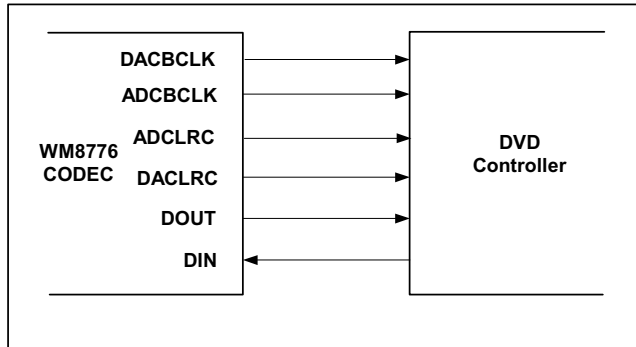 DACBCLK
ADCBCLK
ADCLRC
WM8776
CODEC
DACLRC
DOUT
DIN
DVD
Controller